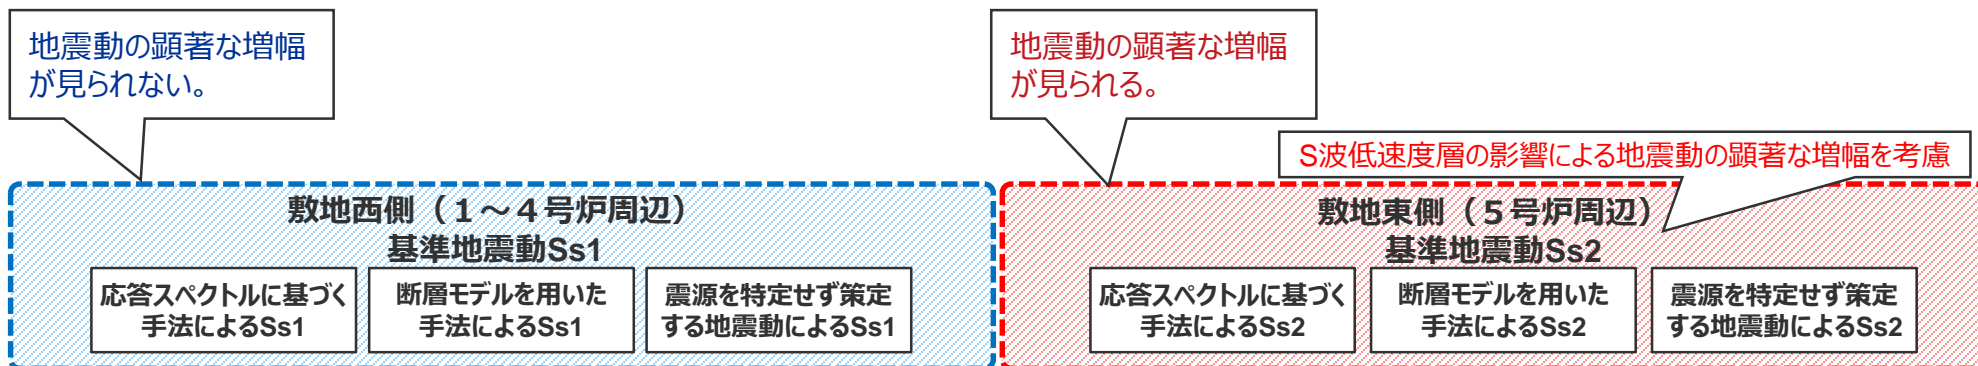 地震動の顕著な増幅
が見られない。
地震動の顕著な増幅
が見られる。
S波低速度層の影響による地震動の顕著な増幅を考慮
敷地西側（１～４号炉周辺）
基準地震動Ss1
応答スペクトルに基づく
手法によるSs1
断層モデルを用いた
手法によるSs1
震源を特定せず策定
する地震動によるSs1
敷地東側（５号炉周辺）
基準地震動Ss2
応答スペクトルに基づく
手法によるSs2
断層モデルを用いた
手法によるSs2
震源を特定せず策定
する地震動によるSs2